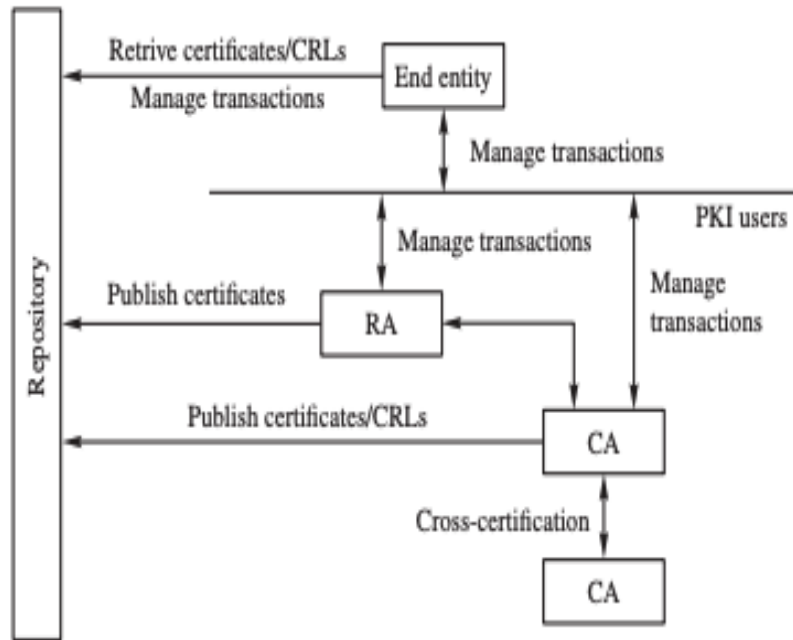 Retrive certificates/CRLs
End entity
Manage transactions
Manage transactions
PKI users
Manage transactions
Manage
transactions
Publish certificates
RA
Repository
Publish certificates/CRLs
CA
Cross-certification
CA